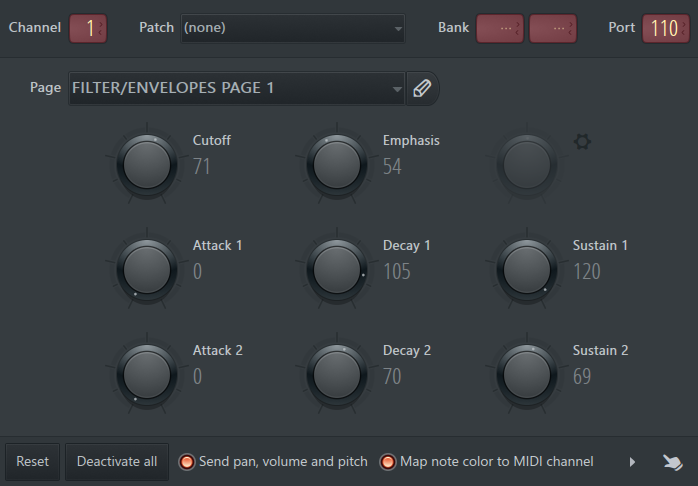 Channel 1 Patch (none) Bank ... ... Port 110
Page FILTER/ENVELOPES PAGE 1
Cutoff Emphasis
71 54
Attack 1 Decay 1 Sustain 1
0 105 120
Attack 2 Decay 2 Sustain 2
0 70 69
Reset Deactivate all Send pan, volume and pitch Map note color to MIDI channel